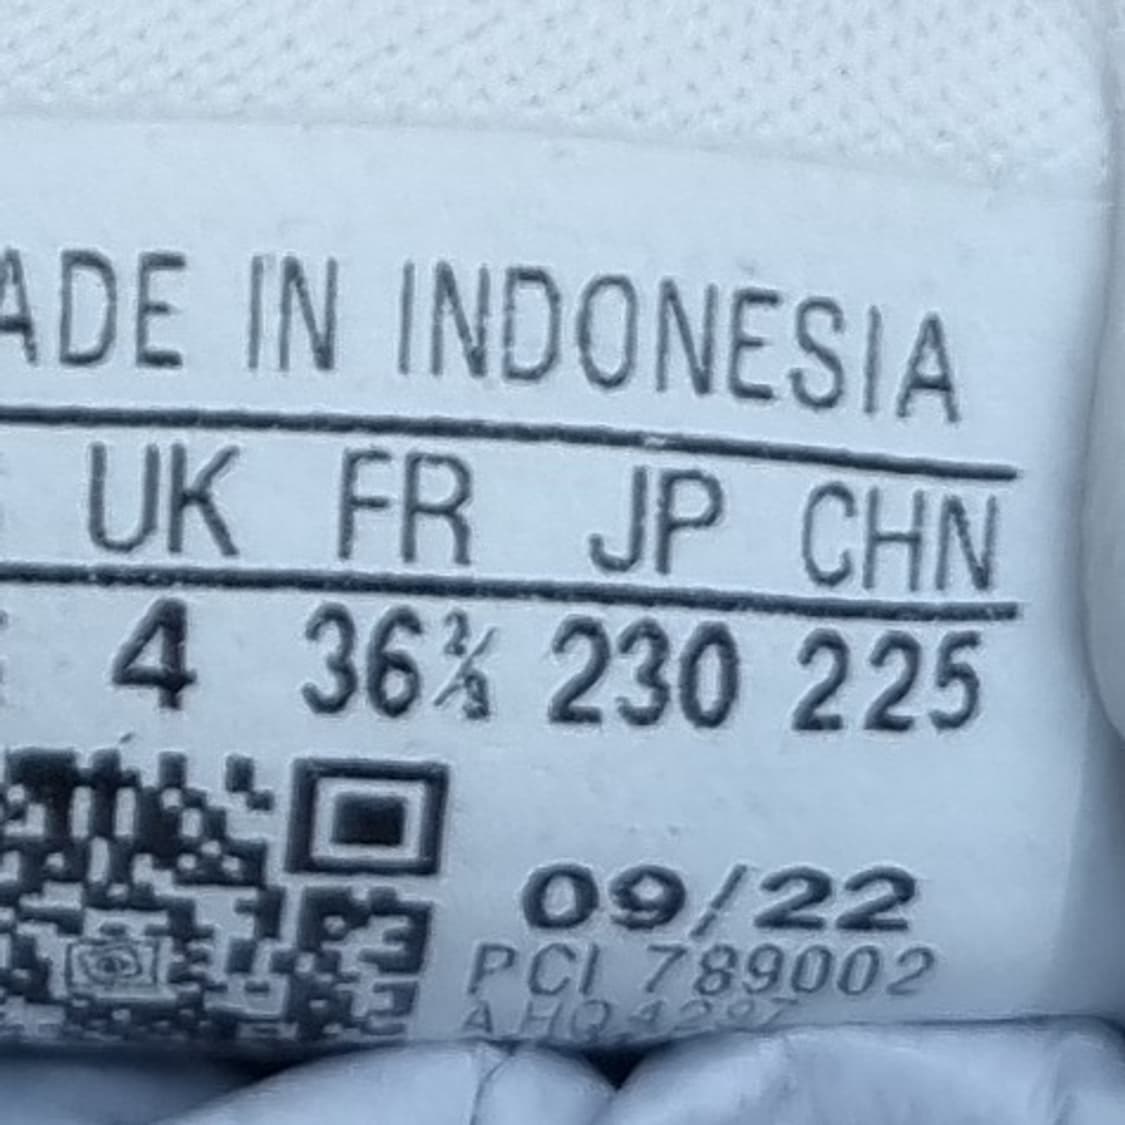 ADE IN INDONESIA
UK FR JP CHN
4 36⅔ 230 225
09/22
PCI 789002